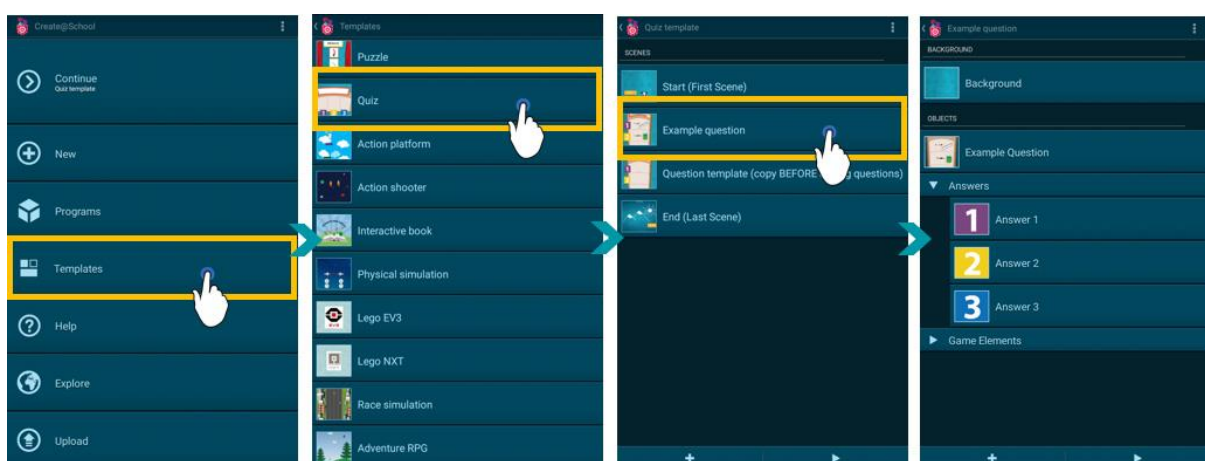 Create@School
Continue
Quiz template
New
Programs
Templates
Help
Explore
Upload
Templates
Puzzle
Quiz
Action platform
Action shooter
Interactive book
Physical simulation
Lego EV3
Lego NXT
Race simulation
Adventure RPG
Quiz template
SCENES
Start (First Scene)
Example question
Question template (copy BEFORE questions)
End (Last Scene)
Example question
BACKGROUND
Background
OBJECTS
Example Question
Answers
1 Answer 1
2 Answer 2
3 Answer 3
Game Elements